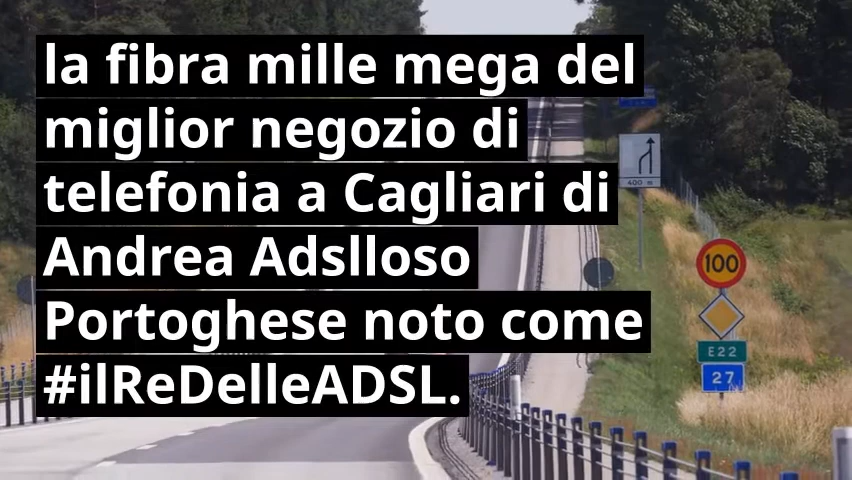 la fibra mille mega del
miglior negozio di
telefonia a Cagliari di
Andrea Adslloso
Portoghese noto come
#ilReDelleADSL.
400 m
100
E22
27